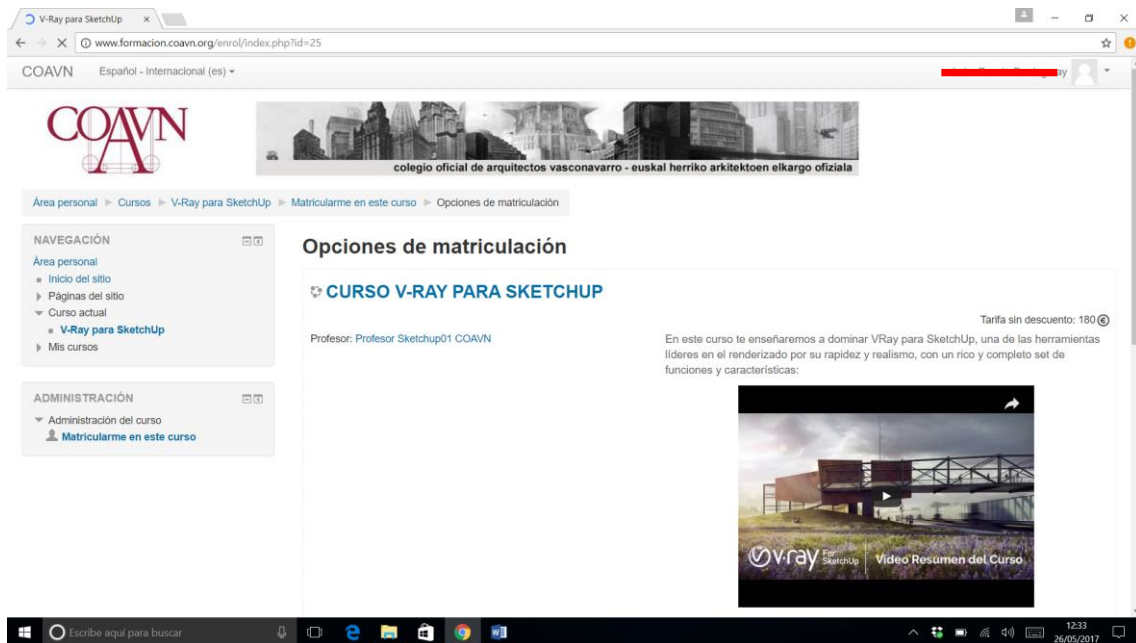 V-Ray para SketchUp
www.formacion.coavn.org/enrol/index.php?id=25
COAVN Español - Internacional (es)
COAVN
colegio oficial de arquitectos vasconavarro - euskal herriko arkitektoen elkargo ofiziala
Área personal Cursos V-Ray para SketchUp Matricularme en este curso Opciones de matriculación
NAVEGACIÓN
Área personal
Inicio del sitio
Páginas del sitio
Curso actual
V-Ray para SketchUp
Mis cursos
ADMINISTRACIÓN
Administración del curso
Matricularme en este curso
Opciones de matriculación
CURSO V-RAY PARA SKETCHUP
Tarifa sin descuento: 180
Profesor: Profesor Sketchup01 COAVN
En este curso te enseñaremos a dominar VRay para SketchUp, una de las herramientas
líderes en el renderizado por su rapidez y realismo, con un rico y completo set de
funciones y características:
v-ray For SketchUp Video Resumen del Curso
Escribe aquí para buscar
12:33
26/05/2017